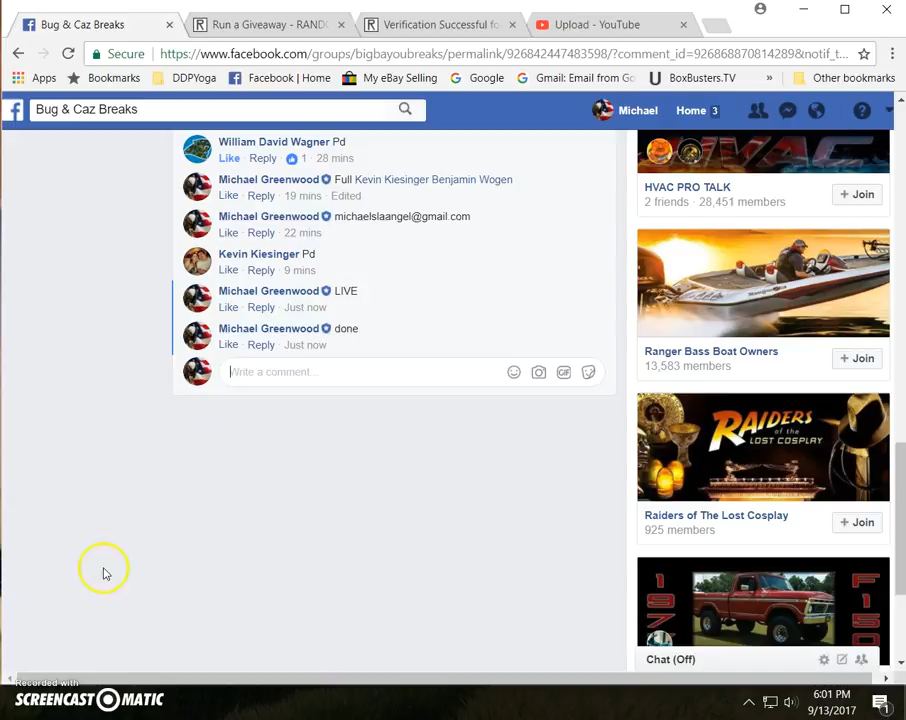 Bug & Caz Breaks
Run a Giveaway - RAND
Verification Successful fo
Upload - YouTube
Secure
https://www.facebook.com/groups/bigbayoubreaks/permalink/926842447483598/?comment_id=926868870814289&notif_t...
Apps
Bookmarks
DDPYoga
Facebook | Home
My eBay Selling
Google
Gmail: Email from Go
BoxBusters.TV
»
Other bookmarks
Bug & Caz Breaks
Michael
Home 3
William David Wagner Pd
Like · Reply · 1 · 28 mins
Michael Greenwood Full Kevin Kiesinger Benjamin Wogen
Like · Reply · 19 mins · Edited
Michael Greenwood michaelslaangel@gmail.com
Like · Reply · 22 mins
Kevin Kiesinger Pd
Like · Reply · 9 mins
Michael Greenwood LIVE
Like · Reply · Just now
Michael Greenwood done
Like · Reply · Just now
Write a comment...
GIF
HVAC
HVAC PRO TALK
2 friends · 28,451 members
+ Join
Ranger Bass Boat Owners
13,583 members
+ Join
RAIDERS
of the
LOST COSPLAY
Raiders of The Lost Cosplay
925 members
+ Join
197
F150
Chat (Off)
Recorded with
SCREENCAST-O-MATIC
6:01 PM
9/13/2017
1